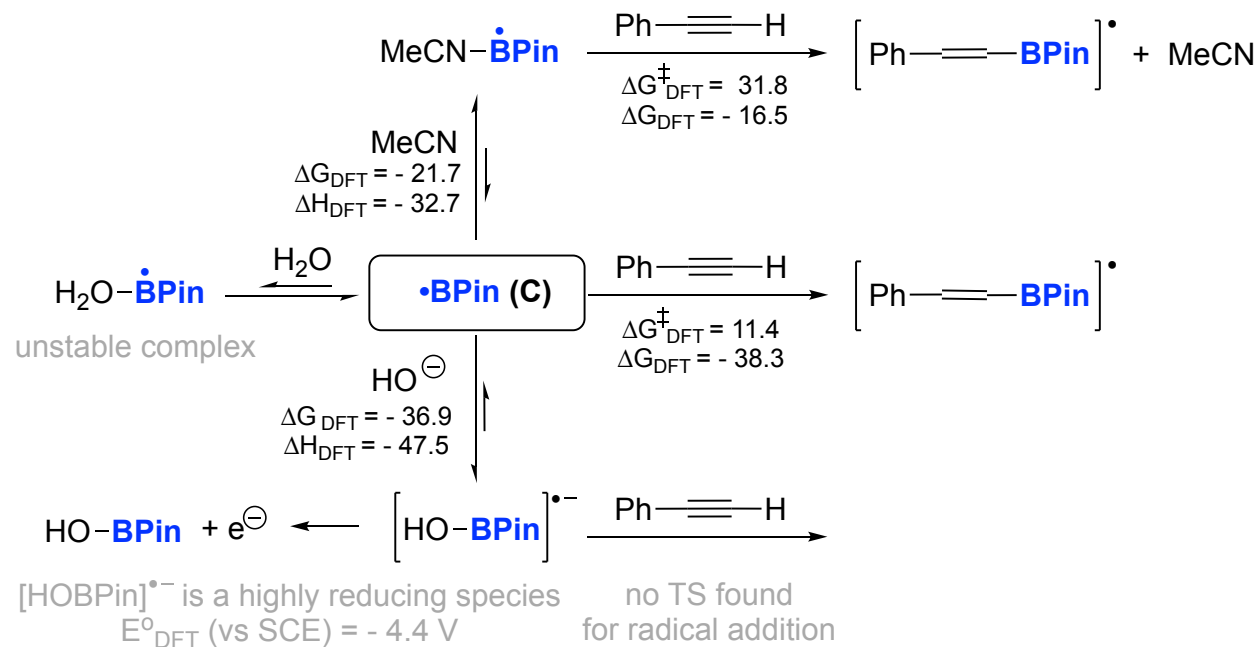 MeCN–ḂPin
Ph–≡–H
ΔG‡DFT = 31.8
ΔGDFT = - 16.5
[Ph–=–BPin]• + MeCN
MeCN
ΔGDFT = - 21.7
ΔHDFT = - 32.7
H2O–ḂPin
unstable complex
H2O
•BPin (C)
Ph–≡–H
ΔG‡DFT = 11.4
ΔGDFT = - 38.3
[Ph–=–BPin]•
HO⊖
ΔG DFT = - 36.9
ΔHDFT = - 47.5
HO–BPin + e⊖
[HO–BPin]•–
Ph–≡–H
[HOBPin]•– is a highly reducing species
EoDFT (vs SCE) = - 4.4 V
no TS found
for radical addition